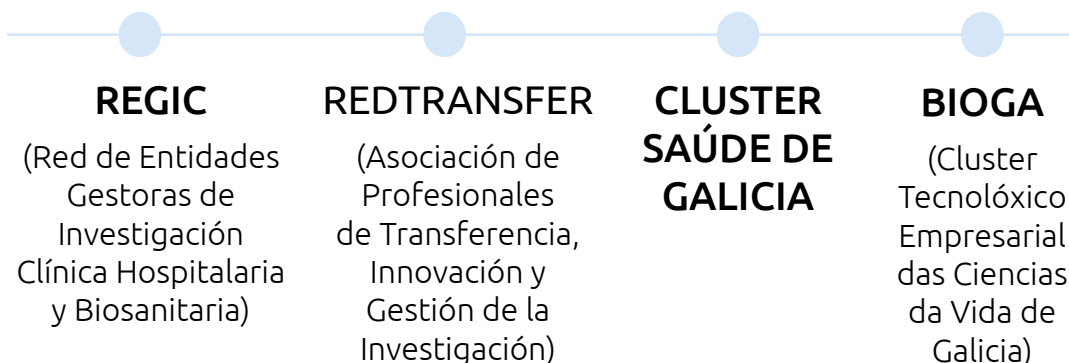 REGIC
(Red de Entidades
Gestoras de
Investigación
Clínica Hospitalaria
y Biosanitaria)
REDTRANSFER
(Asociación de
Profesionales
de Transferencia,
Innovación y
Gestión de la
Investigación)
CLUSTER
SAÚDE DE
GALICIA
BIOGA
(Cluster
Tecnolóxico
Empresarial
das Ciencias
da Vida de
Galicia)